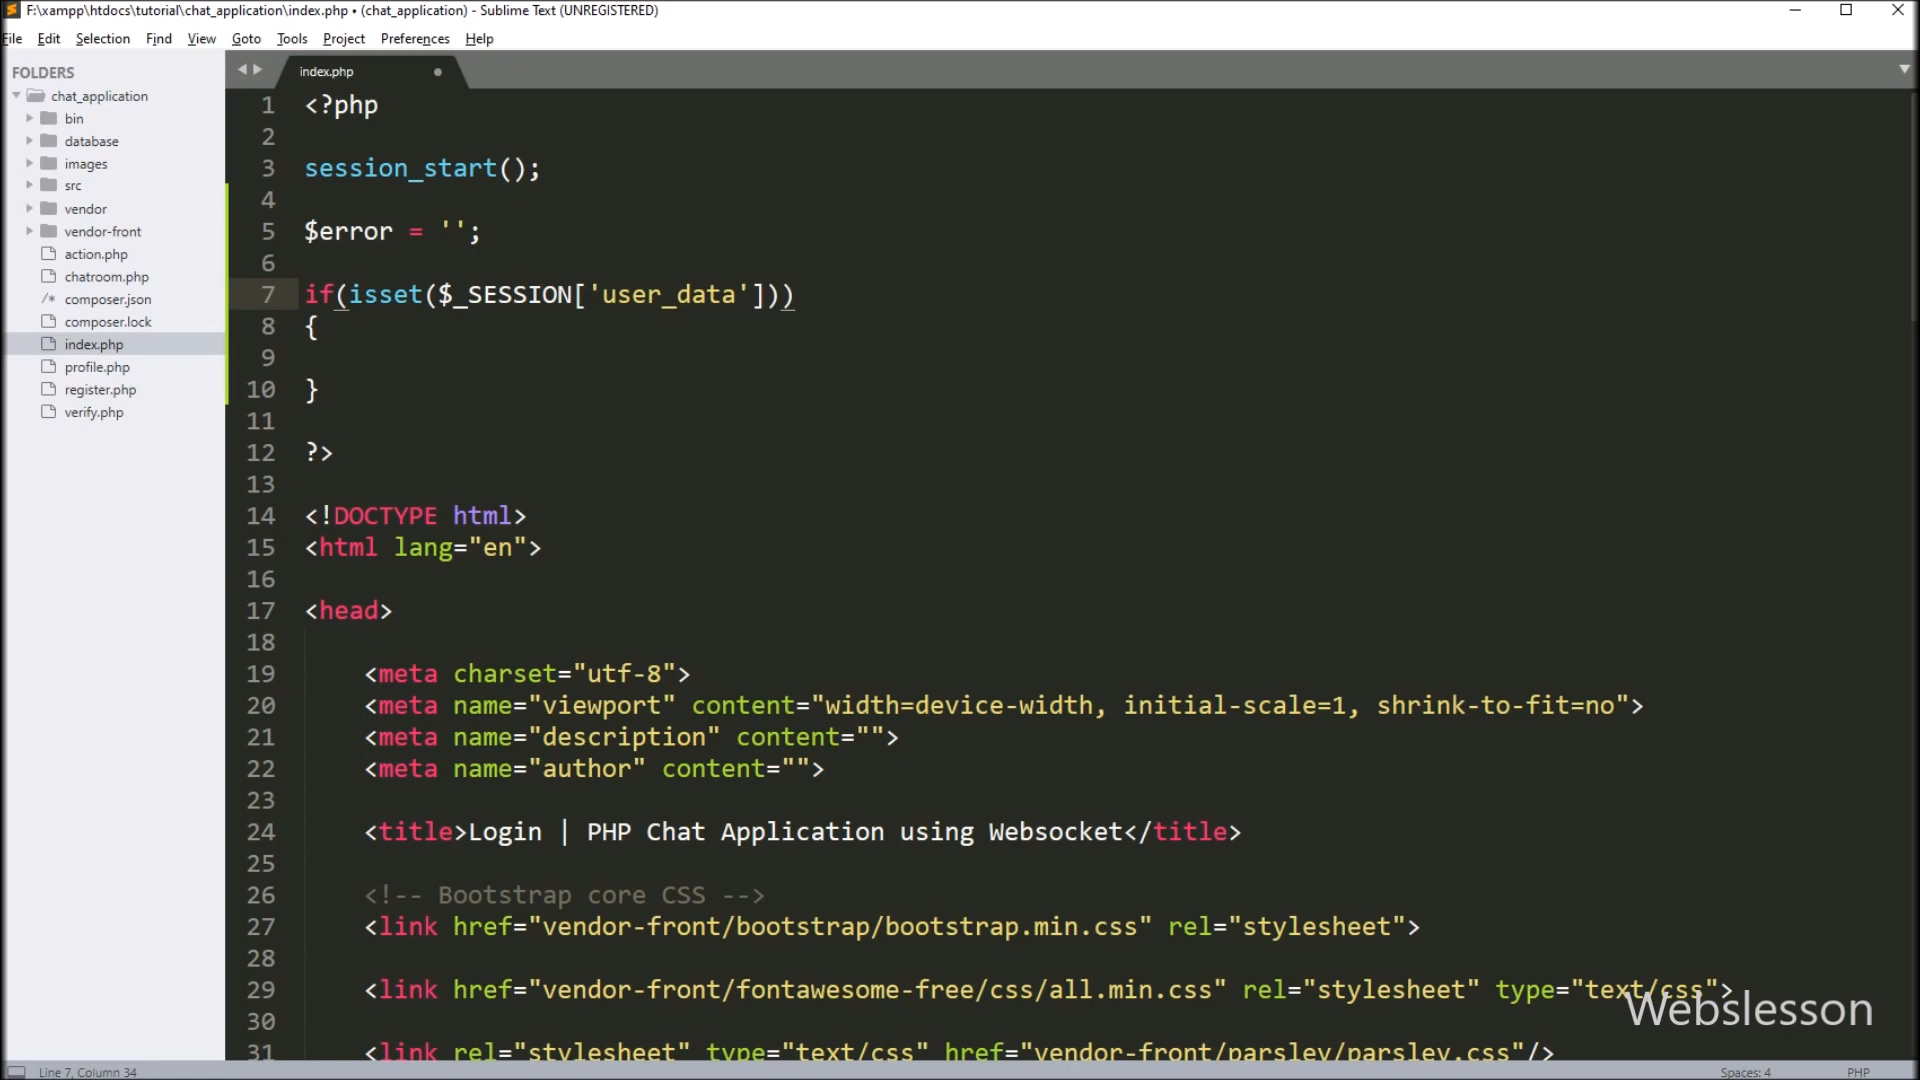 F:\xampp\htdocs\tutorial\chat_application\index.php • (chat_application) - Sublime Text (UNREGISTERED)
File Edit Selection Find View Goto Tools Project Preferences Help
FOLDERS
chat_application
bin
database
images
src
vendor
vendor-front
action.php
chatroom.php
/* composer.json
composer.lock
index.php
profile.php
register.php
verify.php
index.php
1 <?php
2
3 session_start();
4
5 $error = '';
6
7 if(isset($_SESSION['user_data']))
8 {
9
10 }
11
12 ?>
13
14 <!DOCTYPE html>
15 <html lang="en">
16
17 <head>
18
19 <meta charset="utf-8">
20 <meta name="viewport" content="width=device-width, initial-scale=1, shrink-to-fit=no">
21 <meta name="description" content="">
22 <meta name="author" content="">
23
24 <title>Login | PHP Chat Application using Websocket</title>
25
26 <!-- Bootstrap core CSS -->
27 <link href="vendor-front/bootstrap/bootstrap.min.css" rel="stylesheet">
28
29 <link href="vendor-front/fontawesome-free/css/all.min.css" rel="stylesheet" type="text/css">
30
31 <link rel="stylesheet" type="text/css" href="vendor-front/parsley/parsley.css"/>
Webslesson
Line 7, Column 34
Spaces: 4
PHP